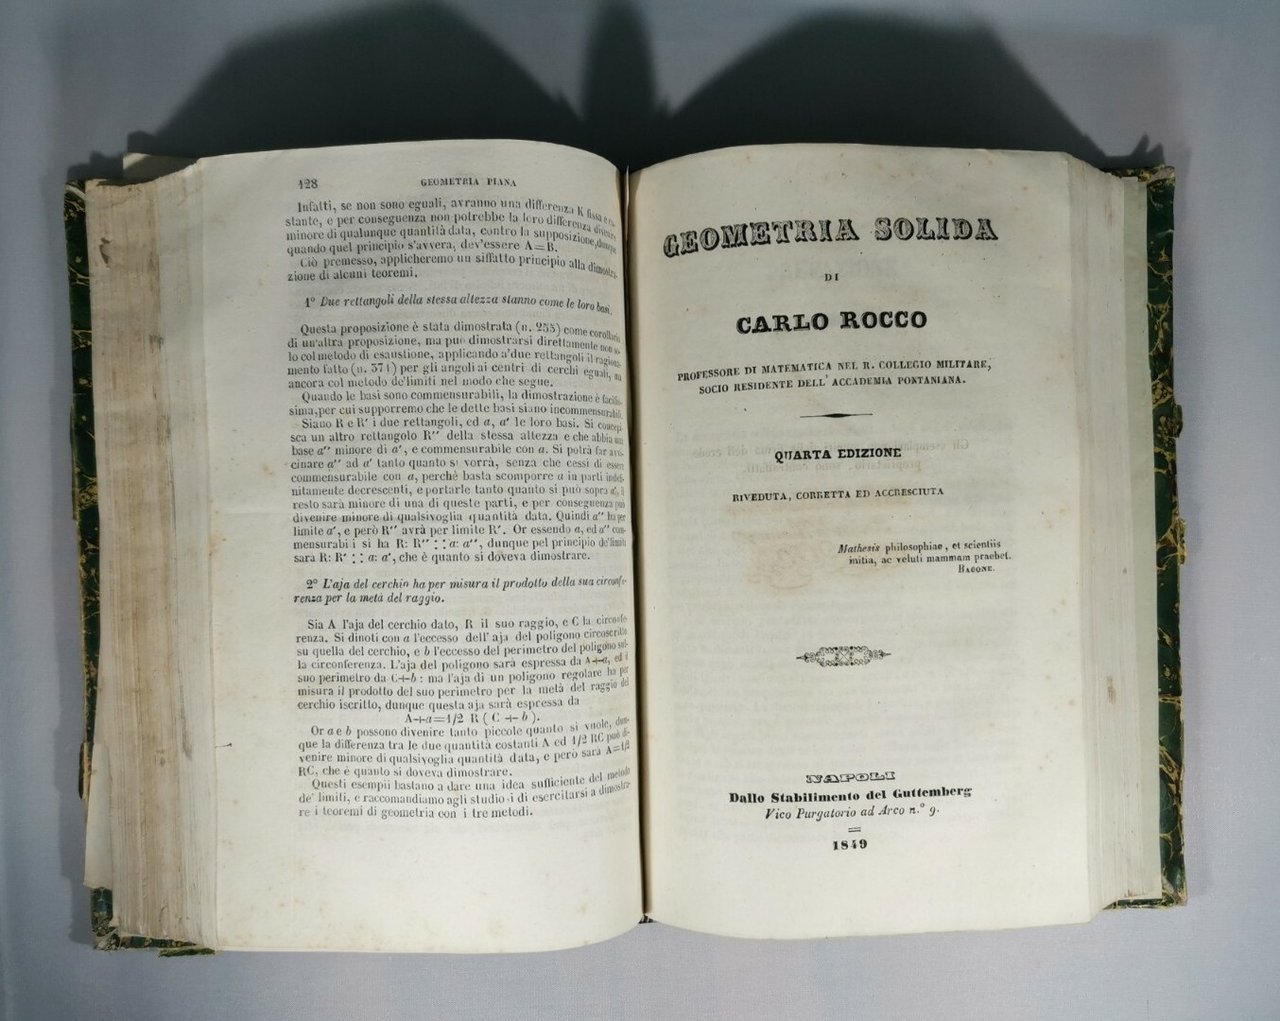 128
GEOMETRIA PIANA
Infatti, se non sono eguali, avranno una differenza K fissa e co-
stante, e per conseguenza non potrebbe la loro differenza divenire
minore di qualunque quantità data, contro la supposizione, dunque
quando quel principio s'avvera, dev'essere A=B.
Ciò premesso, applicheremo un siffatto principio alla dimostra-
zione di alcuni teoremi.
1° Due rettangoli della stessa altezza stanno come le loro basi.
Questa proposizione è stata dimostrata (n. 255) come corollario
di un'altra proposizione, ma può dimostrarsi direttamente non so-
lo col metodo di esaustione, applicando a'due rettangoli il ragiona-
mento fatto (n. 371) per gli angoli ai centri di cerchi eguali, ma
ancora col metodo de'limiti nel modo che segue.
Quando le basi sono commensurabili, la dimostrazione è facilis-
sima, per cui supporremo che le dette basi siano incommensurabili.
Siano R e R' i due rettangoli, ed a, a' le loro basi. Si concepi-
sca un altro rettangolo R'' della stessa altezza e che abbia una
base a'' minore di a', e commensurabile con a. Si potrà far avvi-
cinare a'' ad a' tanto quanto si vorrà, senza che cessi di essere
commensurabile con a, perchè basta scomporre a in parti indefi-
nitamente decrescenti, e portarle tanto quanto si può sopra a', il
resto sarà minore di una di queste parti, e per conseguenza può
divenire minore di qualsivoglia quantità data. Quindi a'' ha per
limite a', e però R'' avrà per limite R'. Or essendo a, ed a'' com-
mensurabi i si ha R: R'' :: a: a'', dunque pel principio de'limiti
sarà R: R' :: a: a', che è quanto si doveva dimostrare.
2° L'aja del cerchio ha per misura il prodotto della sua circonfe-
renza per la metà del raggio.
Sia A l'aja del cerchio dato, R il suo raggio, e C la circonfe-
renza. Si dinoti con a l'eccesso dell'aja del poligono circoscritto
su quella del cerchio, e b l'eccesso del perimetro del poligono sul-
la circonferenza. L'aja del poligono sarà espressa da A+a, ed il
suo perimetro da C+b : ma l'aja di un poligono regolare ha per
misura il prodotto del suo perimetro per la metà del raggio del
cerchio iscritto, dunque questa aja sarà espressa da
A+a=1/2 R ( C + b ).
Or a e b possono divenire tanto piccole quanto si vuole, dun-
que la differenza tra le due quantità costanti A ed 1/2 RC può di-
venire minore di qualsivoglia quantità data, e però sarà A=1/2
RC, che è quanto si doveva dimostrare.
Questi esempii bastano a dare una idea sufficiente del metodo
de' limiti, e raccomandiamo agli studio i di esercitarsi a dimostra-
re i teoremi di geometria con i tre metodi.
GEOMETRIA SOLIDA
DI
CARLO ROCCO
PROFESSORE DI MATEMATICA NEL R. COLLEGIO MILITARE,
SOCIO RESIDENTE DELL' ACCADEMIA PONTANIANA.
QUARTA EDIZIONE
RIVEDUTA, CORRETTA ED ACCRESCIUTA
Mathesis philosophiae, et scientiis
initia, ac veluti mammam praebet.
BACONE.
NAPOLI
Dallo Stabilimento del Guttemberg
Vico Purgatorio ad Arco n.° 9.
1849